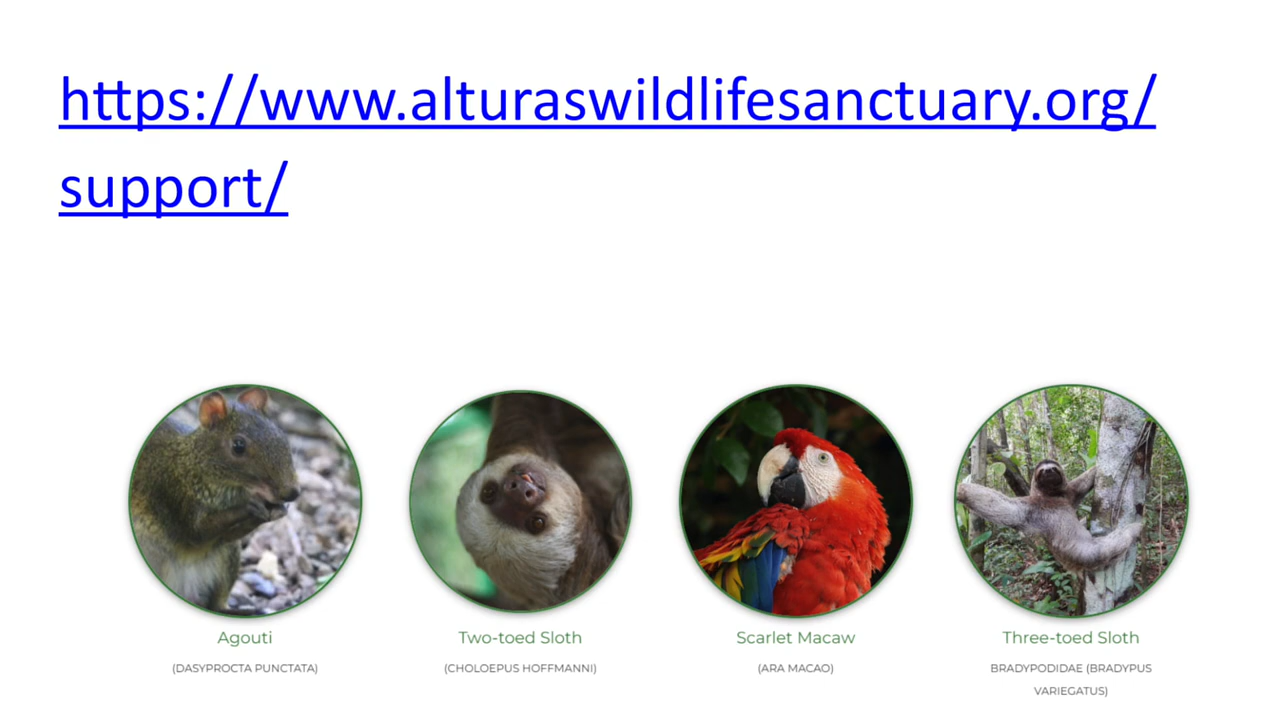 https://www.alturaswildlifesanctuary.org/
support/
Agouti
(DASYPROCTA PUNCTATA)
Two-toed Sloth
(CHOLOEPUS HOFFMANNI)
Scarlet Macaw
(ARA MACAO)
Three-toed Sloth
BRADYPODIDAE (BRADYPUS
VARIEGATUS)